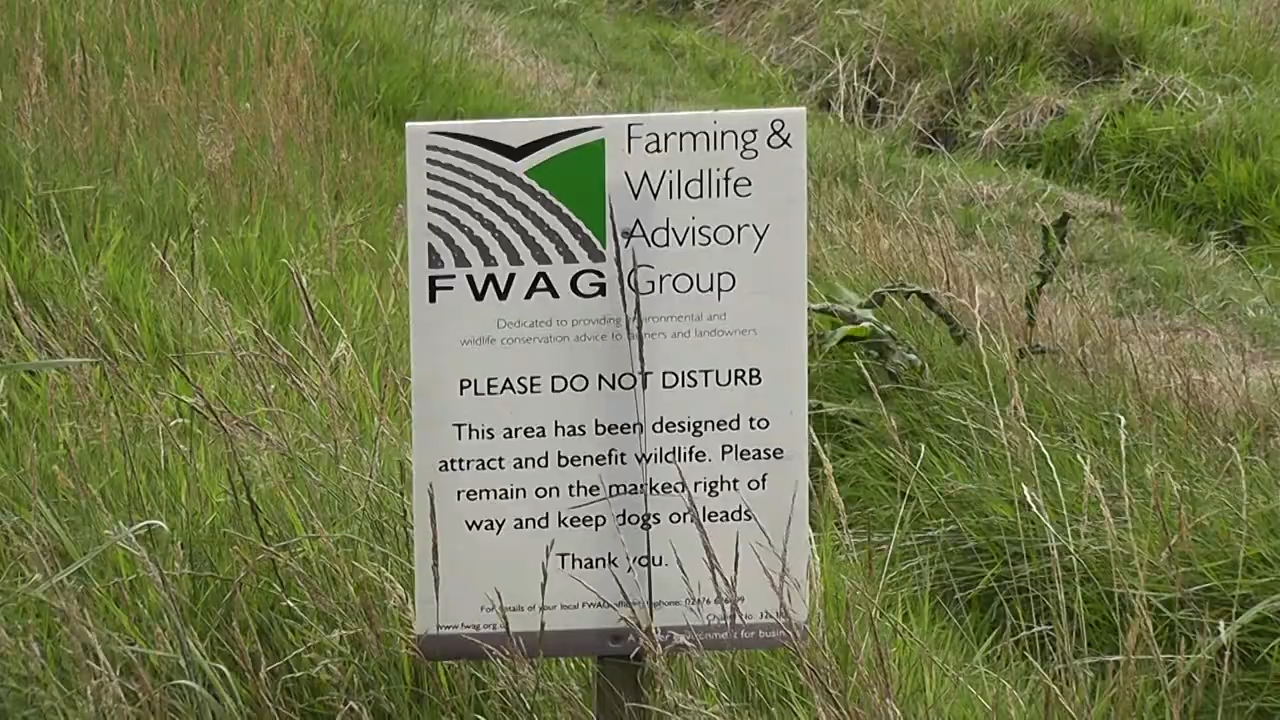 Farming &
Wildlife
Advisory
Group
FWAG
Dedicated to providing environmental and
wildlife conservation advice to farmers and landowners
PLEASE DO NOT DISTURB
This area has been designed to
attract and benefit wildlife. Please
remain on the marked right of
way and keep dogs on leads
Thank you.
For details of your local FWAG office telephone: 02476
www.fwag.org.
Charity No.
A environment for